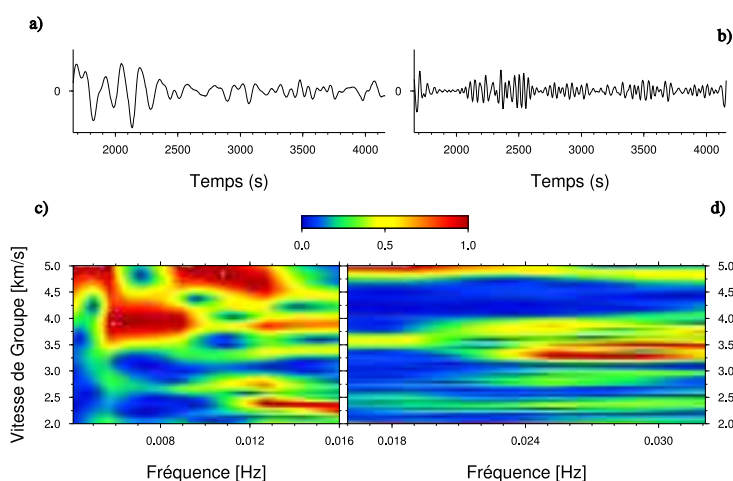 a)
b)
0
0
2000 2500 3000 3500 4000
2000 2500 3000 3500 4000
Temps (s)
Temps (s)
c)
d)
0.0 0.5 1.0
Vitesse de Groupe [km/s]
5.0
4.5
4.0
3.5
3.0
2.5
2.0
5.0
4.5
4.0
3.5
3.0
2.5
2.0
0.008 0.012 0.016
0.018 0.024 0.030
Fréquence [Hz]
Fréquence [Hz]